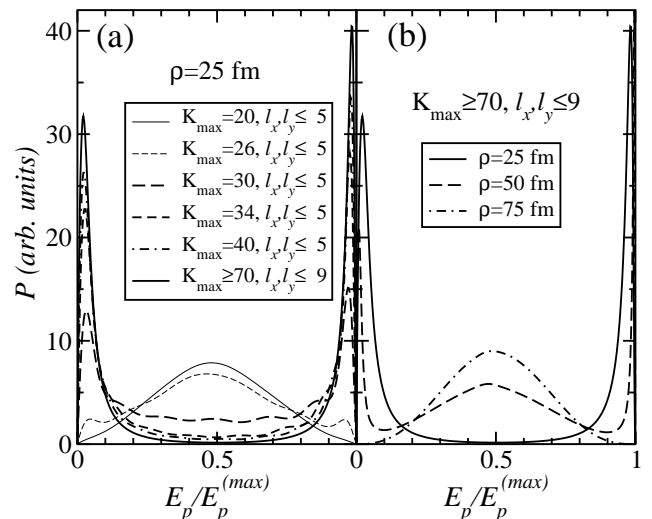 (a)
ρ=25 fm
K_max=20, l_x,l_y≤ 5
K_max=26, l_x,l_y≤ 5
K_max=30, l_x,l_y≤ 5
K_max=34, l_x,l_y≤ 5
K_max=40, l_x,l_y≤ 5
K_max≥70, l_x,l_y≤ 9
P (arb. units)
40
30
20
10
0
0
0.5
E_p/E_p^(max)
(b)
K_max≥70, l_x,l_y≤9
ρ=25 fm
ρ=50 fm
ρ=75 fm
0
0.5
1
E_p/E_p^(max)